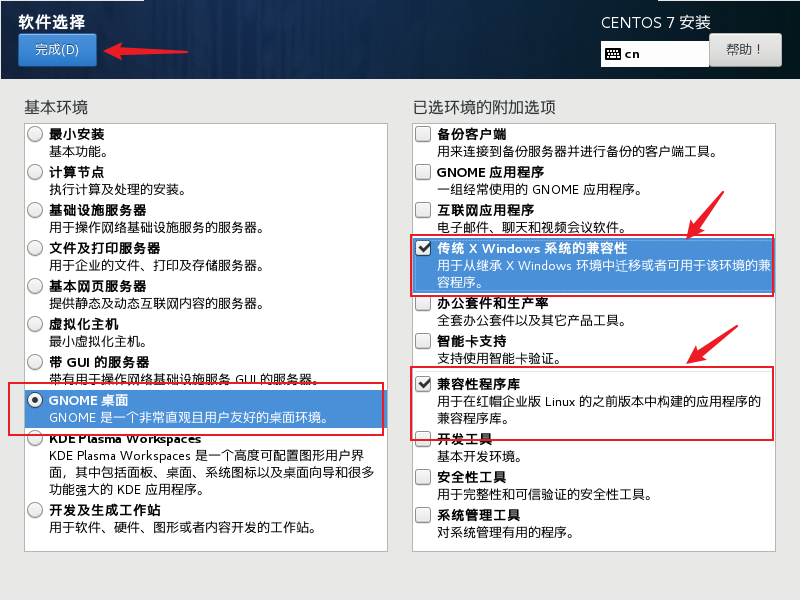 软件选择
完成(D)
CENTOS 7 安装
cn
帮助！
基本环境
最小安装
基本功能。
计算节点
执行计算及处理的安装。
基础设施服务器
用于操作网络基础设施服务的服务器。
文件及打印服务器
用于企业的文件、打印及存储服务器。
基本网页服务器
提供静态及动态互联网内容的服务器。
虚拟化主机
最小虚拟化主机。
带 GUI 的服务器
带有用于操作网络基础设施服务 GUI 的服务器。
GNOME 桌面
GNOME 是一个非常直观且用户友好的桌面环境。
KDE Plasma Workspaces
KDE Plasma Workspaces 是一个高度可配置图形用户界
面，其中包括面板、桌面、系统图标以及桌面向导和很多
功能强大的 KDE 应用程序。
开发及生成工作站
用于软件、硬件、图形或者内容开发的工作站。
已选环境的附加选项
备份客户端
用来连接到备份服务器并进行备份的客户端工具。
GNOME 应用程序
一组经常使用的 GNOME 应用程序。
互联网应用程序
电子邮件、聊天和视频会议软件。
传统 X Windows 系统的兼容性
用于从继承 X Windows 环境中迁移或者可用于该环境的兼
容程序。
办公套件和生产率
全套办公套件以及其它产品工具。
智能卡支持
支持使用智能卡验证。
兼容性程序库
用于在红帽企业版 Linux 的之前版本中构建的应用程序的
兼容程序库。
开发工具
基本开发环境。
安全性工具
用于完整性和可信验证的安全性工具。
系统管理工具
对系统管理有用的程序。